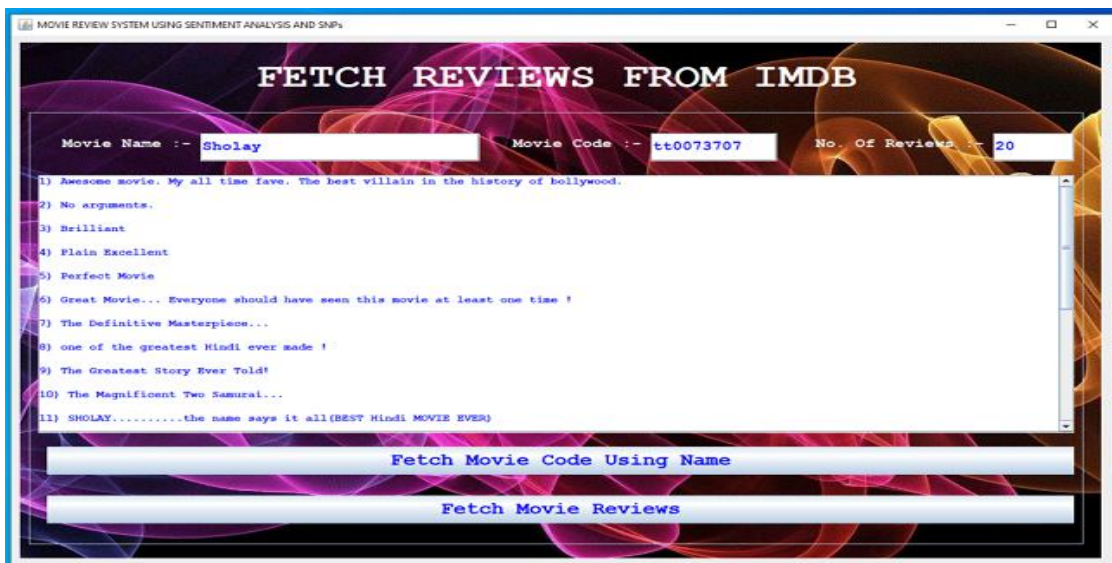 MOVIE REVIEW SYSTEM USING SENTIMENT ANALYSIS AND SNPs
FETCH REVIEWS FROM IMDB
Movie Name :- Sholay Movie Code :- tt0073707 No. Of Reviews :- 20
1) Awesome movie. My all time fave. The best villain in the history of bollywood.
2) No arguments.
3) Brilliant
4) Plain Excellent
5) Perfect Movie
6) Great Movie... Everyone should have seen this movie at least one time !
7) The Definitive Masterpiece...
8) one of the greatest Hindi ever made !
9) The Greatest Story Ever Told!
10) The Magnificent Two Samurai...
11) SHOLAY..........the name says it all(BEST Hindi MOVIE EVER)
Fetch Movie Code Using Name
Fetch Movie Reviews